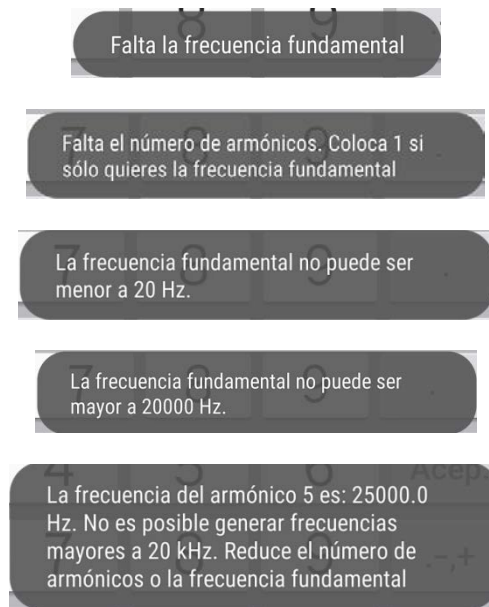 Falta la frecuencia fundamental
Falta el número de armónicos. Coloca 1 si
sólo quieres la frecuencia fundamental
La frecuencia fundamental no puede ser
menor a 20 Hz.
La frecuencia fundamental no puede ser
mayor a 20000 Hz.
La frecuencia del armónico 5 es: 25000.0
Hz. No es posible generar frecuencias
mayores a 20 kHz. Reduce el número de
armónicos o la frecuencia fundamental